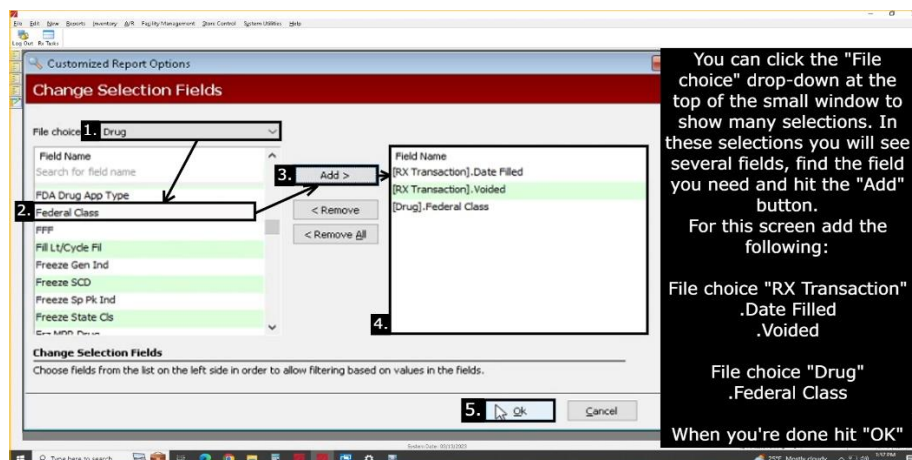 File Edit New Reports Inventory A/R Facility Management Store Control System Utilities Help
Log Out Rx Tasks
Customized Report Options
Change Selection Fields
File choice 1. Drug
Field Name
Search for field name
FDA Drug App Type
2. Federal Class
FFF
Fill Lt/Cycle Fil
Freeze Gen Ind
Freeze SCD
Freeze Sp Pk Ind
Freeze State Cls
3. Add >
< Remove
< Remove All
Field Name
[RX Transaction].Date Filled
[RX Transaction].Voided
[Drug].Federal Class
4.
Change Selection Fields
Choose fields from the list on the left side in order to allow filtering based on values in the fields.
5. Ok
Cancel
You can click the "File
choice" drop-down at the
top of the small window to
show many selections. In
these selections you will see
several fields, find the field
you need and hit the "Add"
button.
For this screen add the
following:
File choice "RX Transaction"
.Date Filled
.Voided
File choice "Drug"
.Federal Class
When you're done hit "OK"
Type here to search
25°F Mostly cloudy